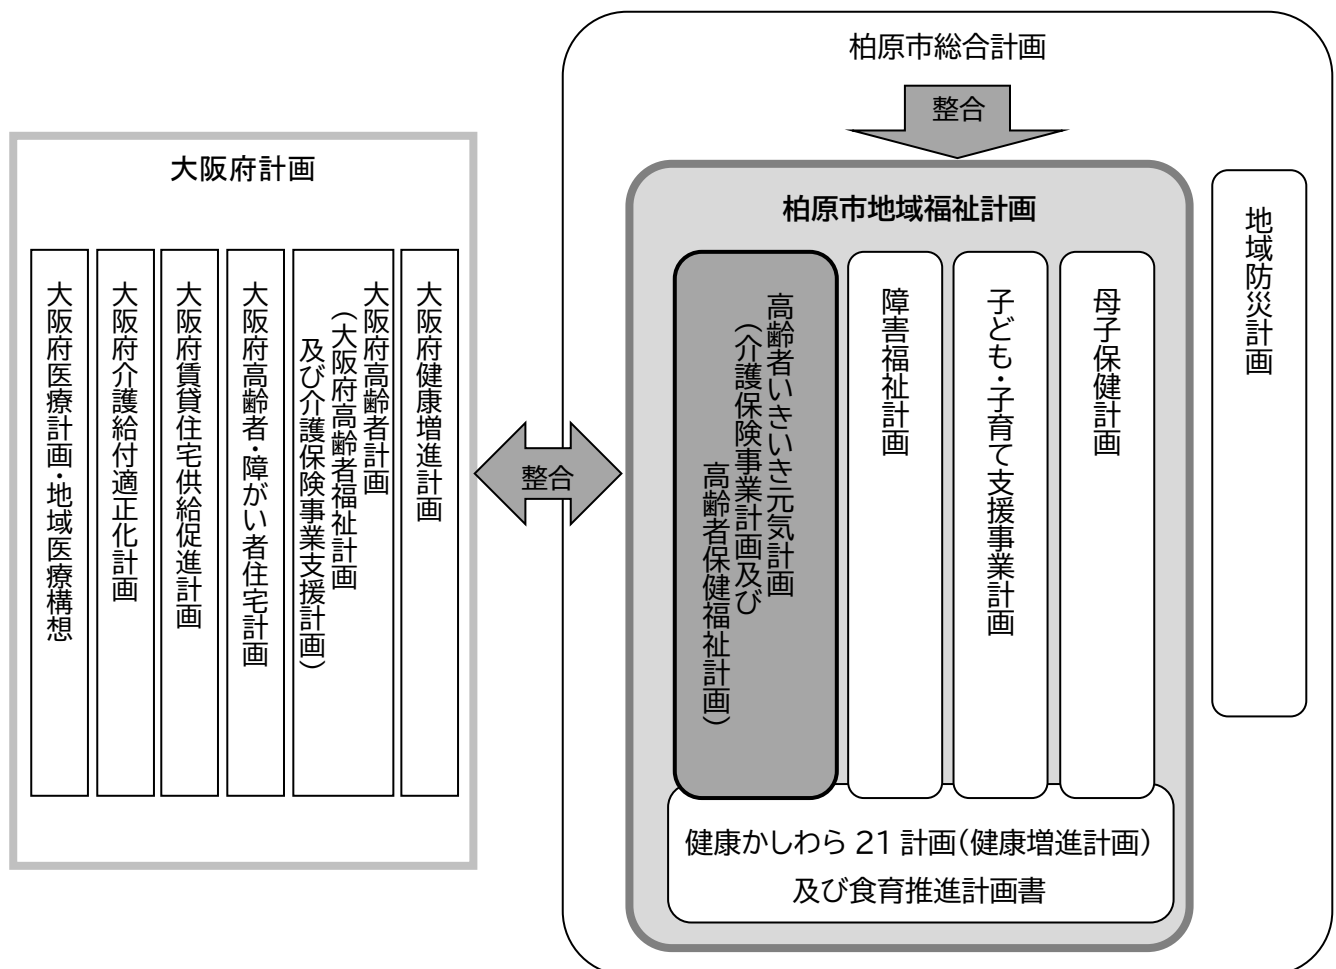 柏原市総合計画
整合
大阪府計画
大阪府健康増進計画
大阪府高齢者計画
（大阪府高齢者福祉計画
及び介護保険事業支援計画）
大阪府高齢者・障がい者住宅計画
大阪府賃貸住宅供給促進計画
大阪府介護給付適正化計画
大阪府医療計画・地域医療構想
整合
柏原市地域福祉計画
母子保健計画
子ども・子育て支援事業計画
障害福祉計画
高齢者いきいき元気計画
（介護保険事業計画及び
高齢者保健福祉計画）
健康かしわら 21 計画（健康増進計画）
及び食育推進計画書
地域防災計画